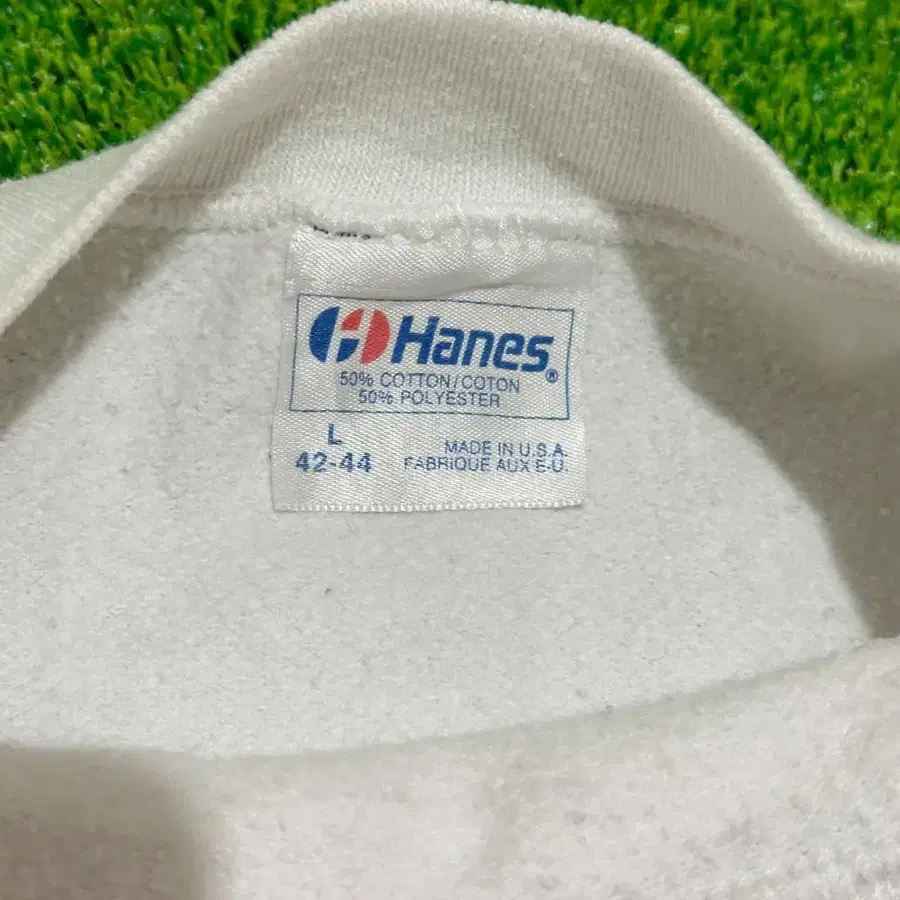 Hanes®
50% COTTON/COTON
50% POLYESTER
L
42-44
MADE IN U.S.A.
FABRIQUE AUX E-U.